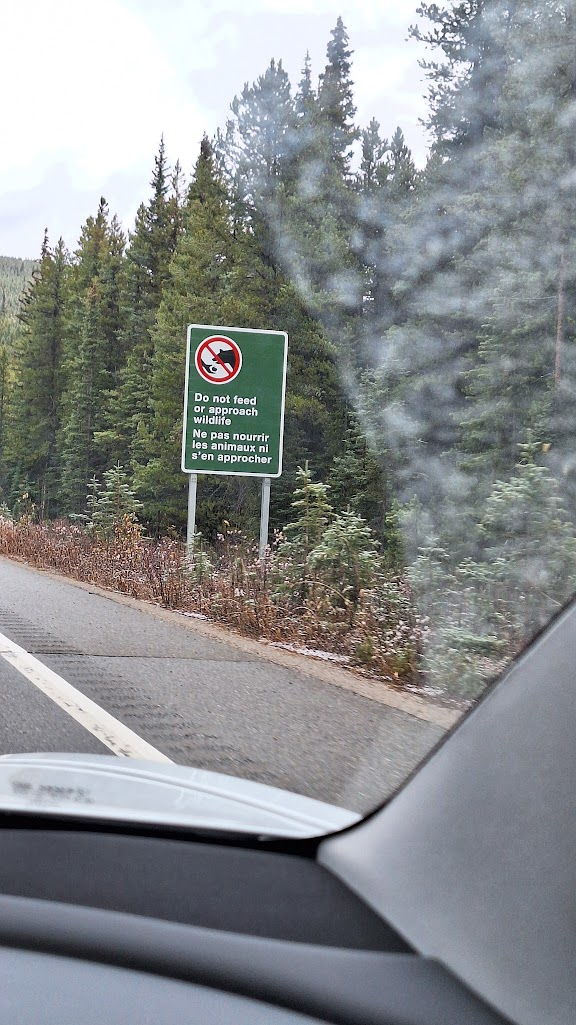 Do not feed
or approach
wildlife
Ne pas nourrir
les animaux ni
s'en approcher